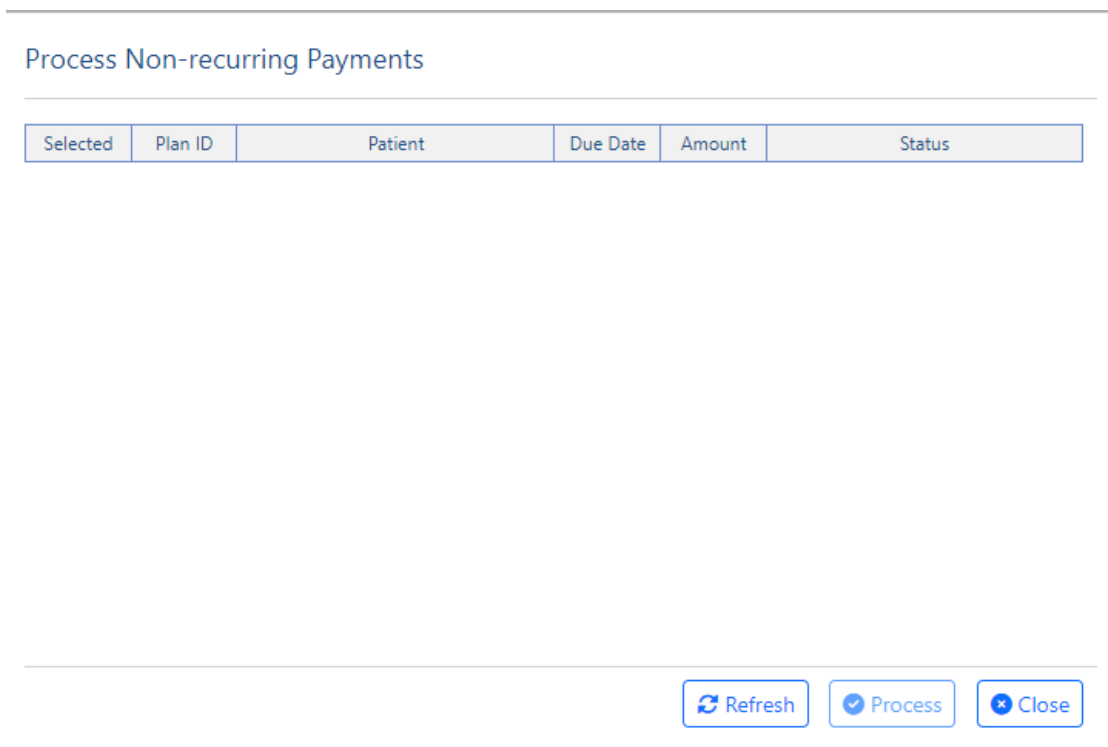 Process Non-recurring Payments
Selected Plan ID Patient Due Date Amount Status
Refresh Process Close